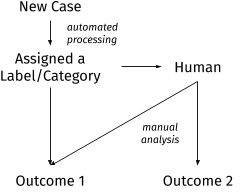 New Case
automated
processing
Assigned a
Label/Category
Human
manual
analysis
Outcome 1
Outcome 2